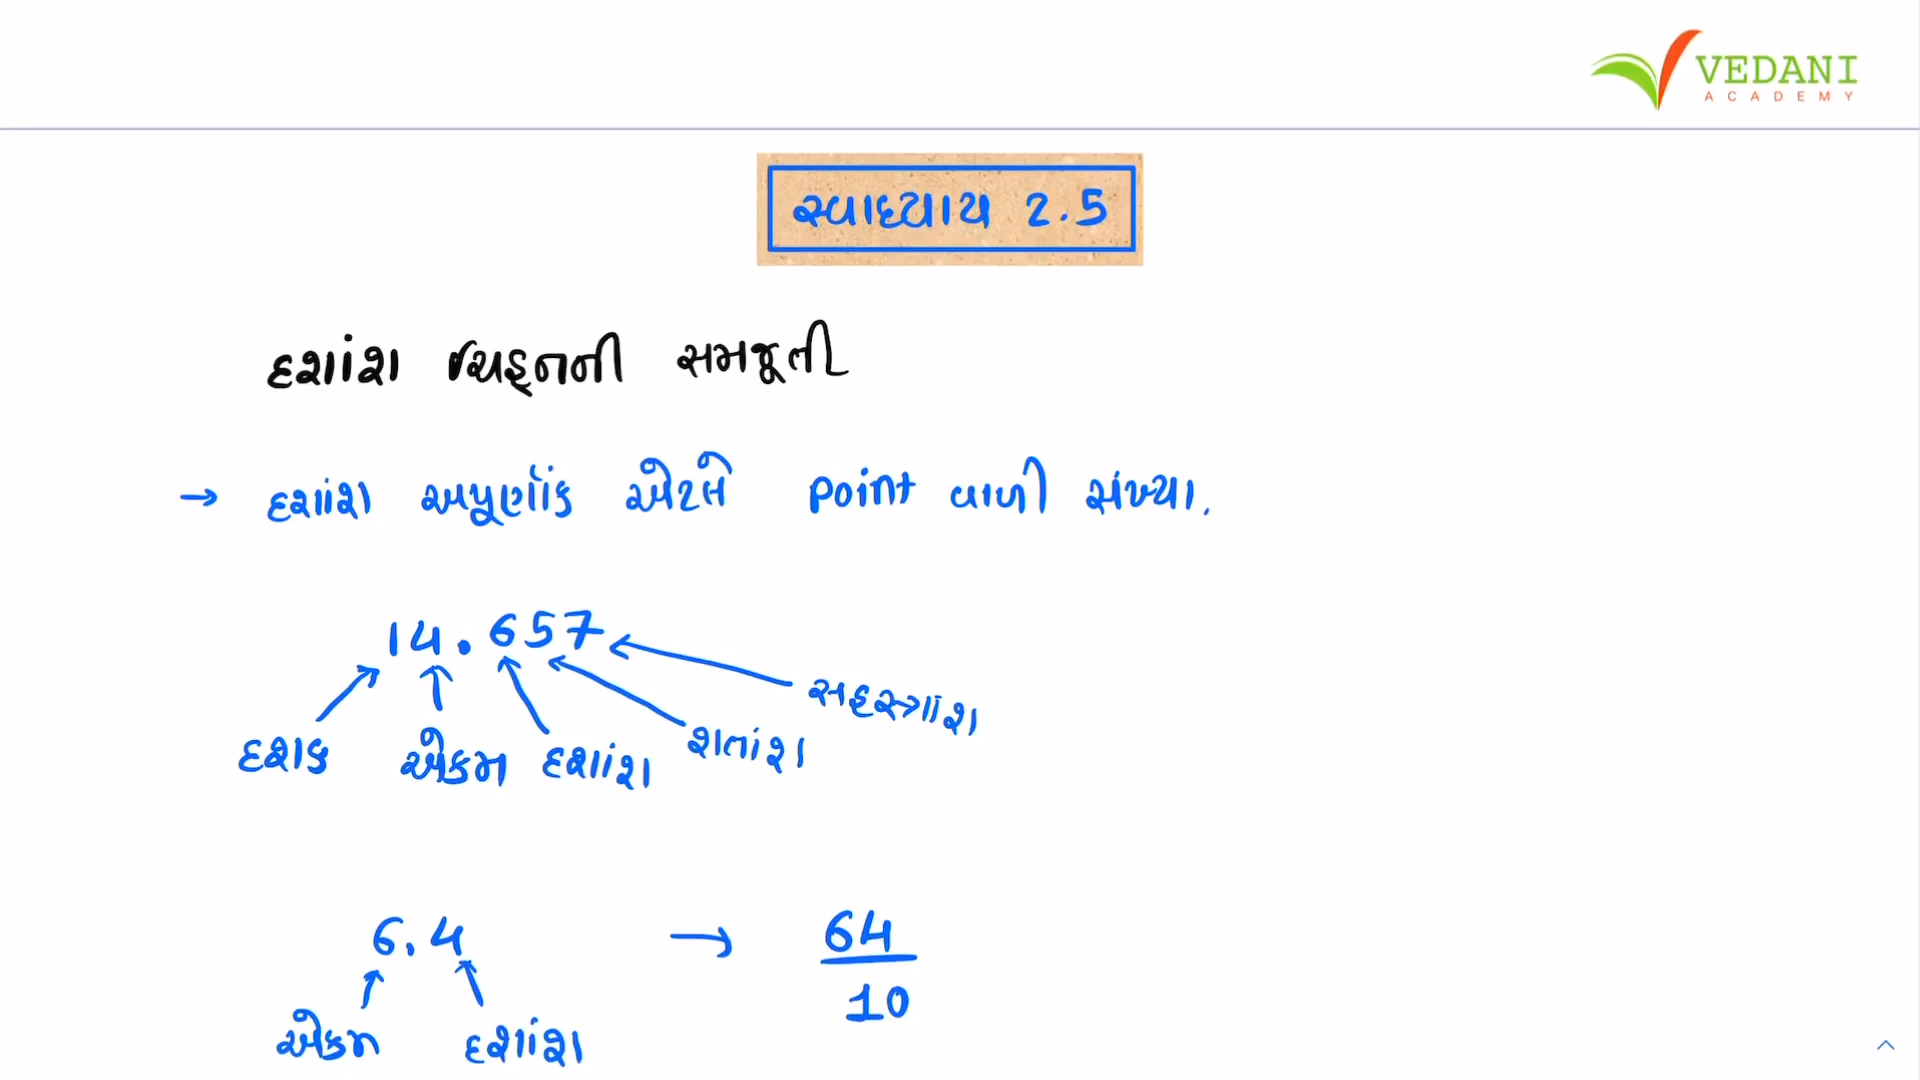 VEDANI
ACADEMY
સ્વાધ્યાય 2.5
દશાંશ ચિહ્નની સમજૂતી
→ દશાંશ અપૂર્ણાંક એટલે point વાળી સંખ્યા.
14.657
સહસ્ત્રાંશ
દશક એકમ દશાંશ શતાંશ
6.4 → 64
10
એકમ દશાંશ